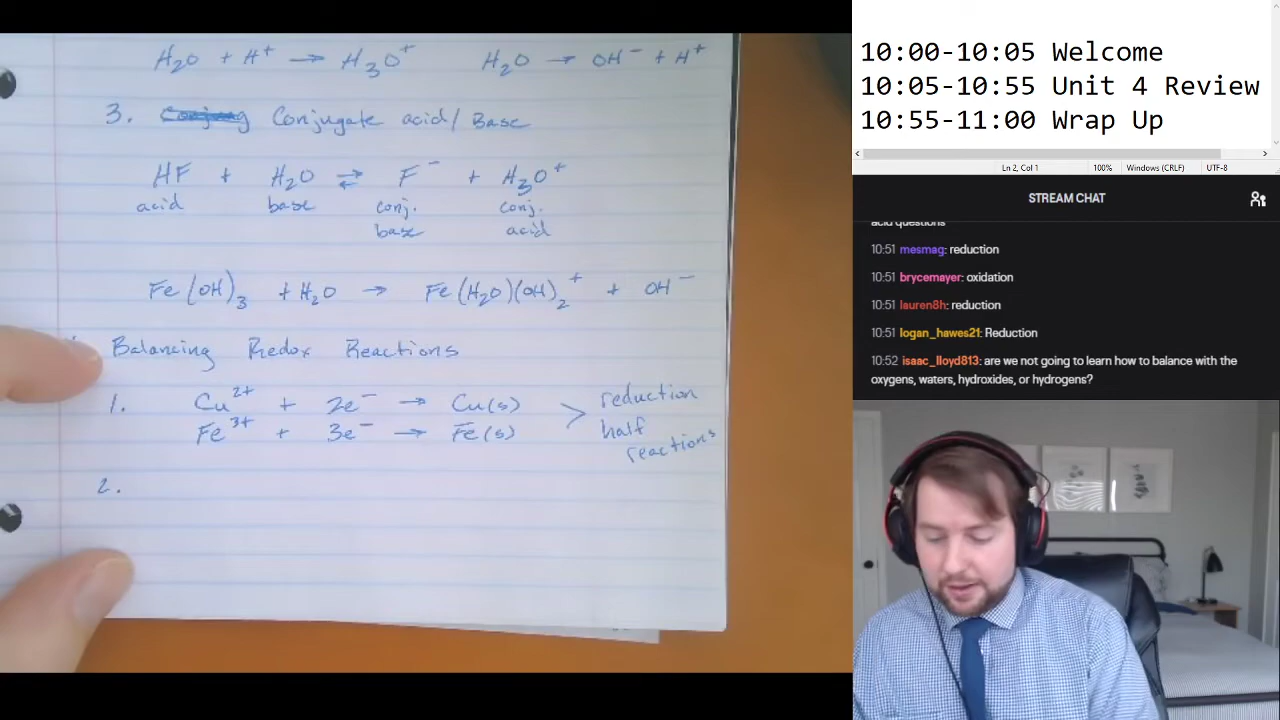 H₂O + H⁺ → H₃O⁺ H₂O → OH⁻ + H⁺
3. Conjugate acid/Base
HF + H₂O ⇌ F⁻ + H₃O⁺
acid base conj. base conj. acid
Fe(OH)₃ + H₂O → Fe(H₂O)(OH)₂⁺ + OH⁻
Balancing Redox Reactions
1. Cu²⁺ + 2e⁻ → Cu(s)
Fe³⁺ + 3e⁻ → Fe(s)
> reduction
half
reactions
2.
10:00-10:05 Welcome
10:05-10:55 Unit 4 Review
10:55-11:00 Wrap Up
Ln 2, Col 1 100% Windows (CRLF) UTF-8
STREAM CHAT
acid questions
10:51 mesmag: reduction
10:51 brycemayer: oxidation
10:51 lauren8h: reduction
10:51 logan_hawes21: Reduction
10:52 isaac_lloyd813: are we not going to learn how to balance with the
oxygens, waters, hydroxides, or hydrogens?